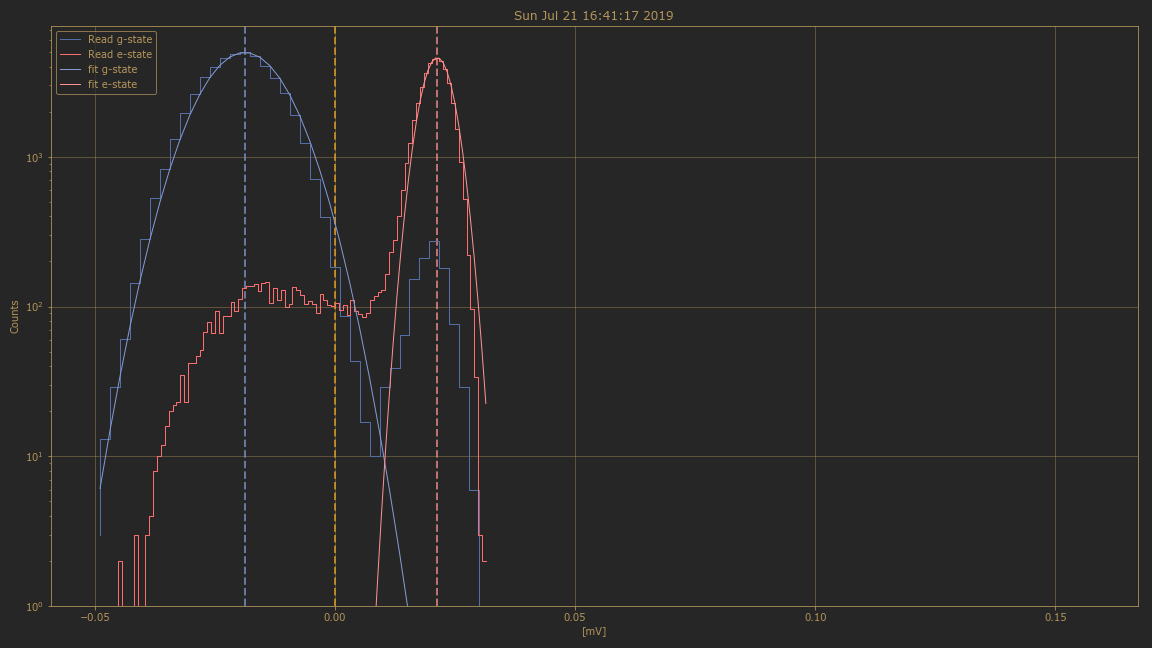 Sun Jul 21 16:41:17 2019
Read g-state
Read e-state
fit g-state
fit e-state
Counts
10³
10²
10¹
10⁰
−0.05
0.00
0.05
0.10
0.15
[mV]